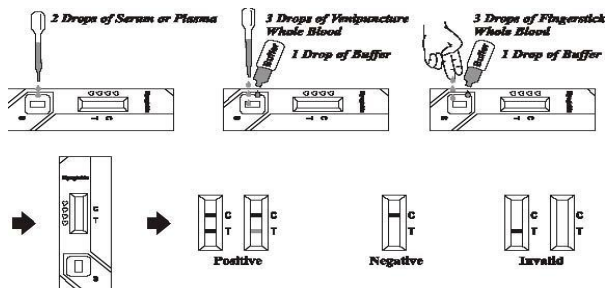 2 Drops of Serum or Plasma
3 Drops of Venipuncture
Whole Blood
1 Drop of Buffer
Buffer
3 Drops of Fingerstick
Whole Blood
1 Drop of Buffer
Buffer
C
T
S
C
T
S
C
T
S
C
T
S
C
T
Positive
C
T
Negative
C
T
Invalid